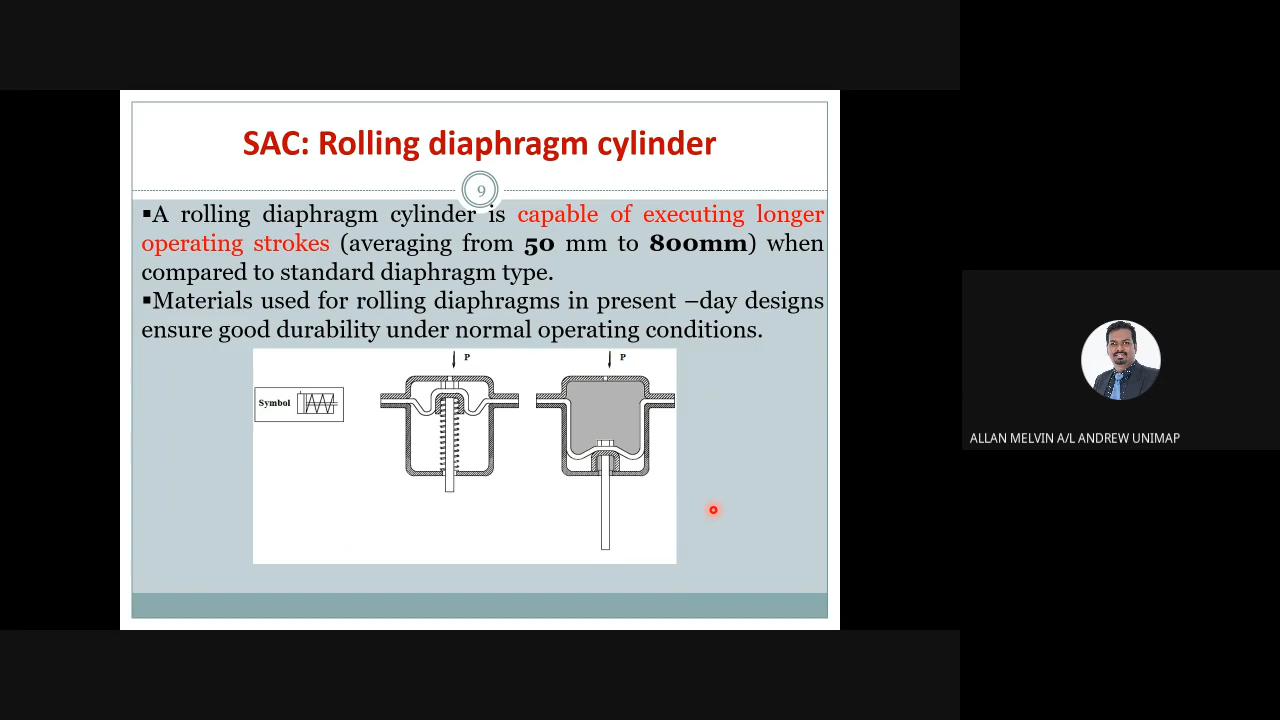 SAC: Rolling diaphragm cylinder
9
▪A rolling diaphragm cylinder is capable of executing longer
operating strokes (averaging from 50 mm to 800mm) when
compared to standard diaphragm type.
▪Materials used for rolling diaphragms in present –day designs
ensure good durability under normal operating conditions.
P
P
Symbol
ALLAN MELVIN A/L ANDREW UNIMAP